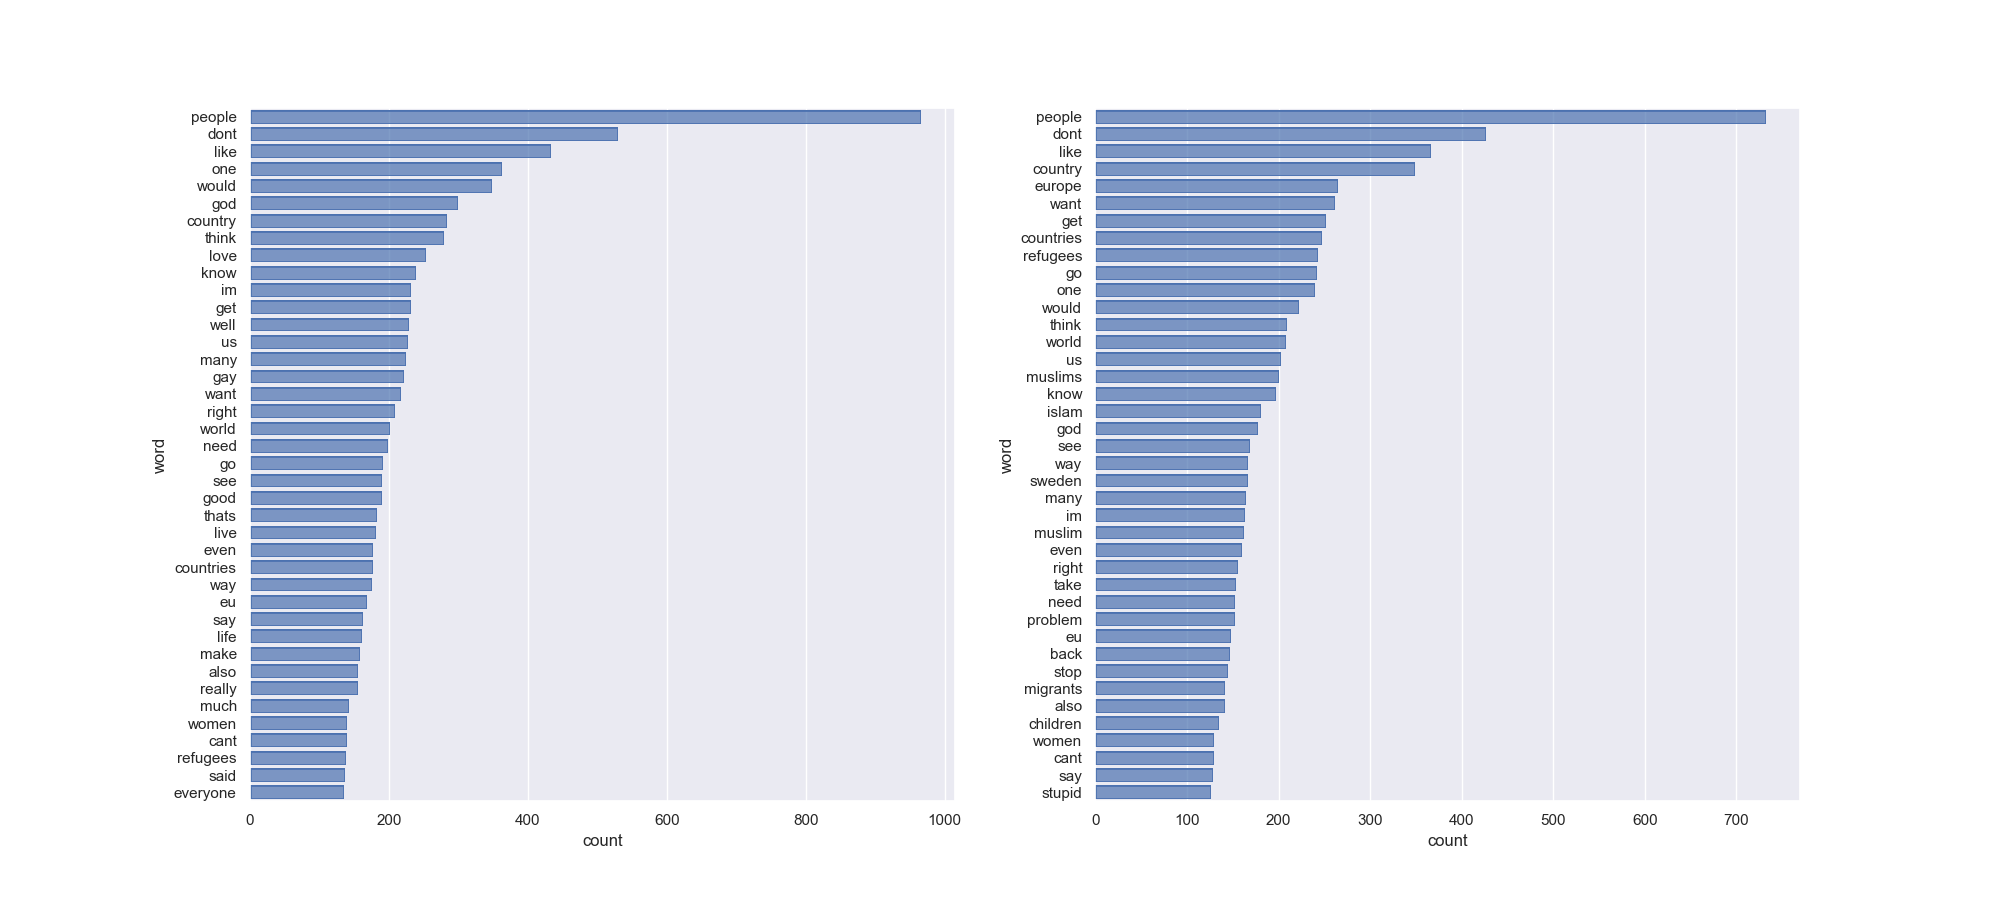 people
dont
like
one
would
god
country
think
love
know
im
get
well
us
many
gay
want
right
world
need
go
see
good
thats
live
even
countries
way
eu
say
life
make
also
really
much
women
cant
refugees
said
everyone
word
0 200 400 600 800 1000
count
people
dont
like
country
europe
want
get
countries
refugees
go
one
would
think
world
us
muslims
know
islam
god
see
way
sweden
many
im
muslim
even
right
take
need
problem
eu
back
stop
migrants
also
children
women
cant
say
stupid
word
0 100 200 300 400 500 600 700
count